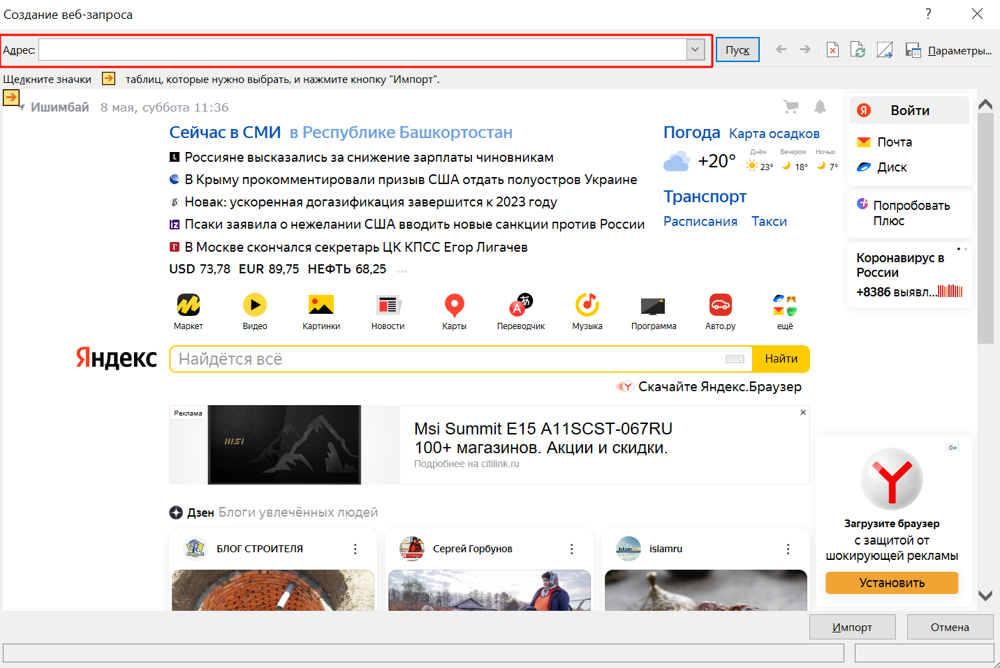 Создание веб-запроса
?
Адрес:
Пуск
Параметры...
Щелкните значки
таблиц, которые нужно выбрать, и нажмите кнопку "Импорт".
Ишимбай 8 мая, суббота 11:36
Сейчас в СМИ в Республике Башкортостан
Россияне высказались за снижение зарплаты чиновникам
В Крыму прокомментировали призыв США отдать полуостров Украине
Новак: ускоренная догазификация завершится к 2023 году
Псаки заявила о нежелании США вводить новые санкции против России
В Москве скончался секретарь ЦК КПСС Егор Лигачев
USD 73,78 EUR 89,75 НЕФТЬ 68,25 ...
Погода Карта осадков
+20°
Днём
23°
Вечером
18°
Ночью
7°
Транспорт
Расписания Такси
Я Войти
Почта
Диск
Попробовать
Плюс
Коронавирус в
России
+8386 выявл...
Маркет
Видео
Картинки
Новости
Карты
Переводчик
Музыка
Программа
Авто.ру
ещё
Яндекс
Найдётся всё
Найти
Скачайте Яндекс.Браузер
Реклама
msi
Msi Summit E15 A11SCST-067RU
100+ магазинов. Акции и скидки.
Подробнее на citilink.ru
0+
Загрузите браузер
с защитой от
шокирующей рекламы
Установить
Дзен Блоги увлечённых людей
БЛОГ СТРОИТЕЛЯ
Сергей Горбунов
islamru
Импорт
Отмена